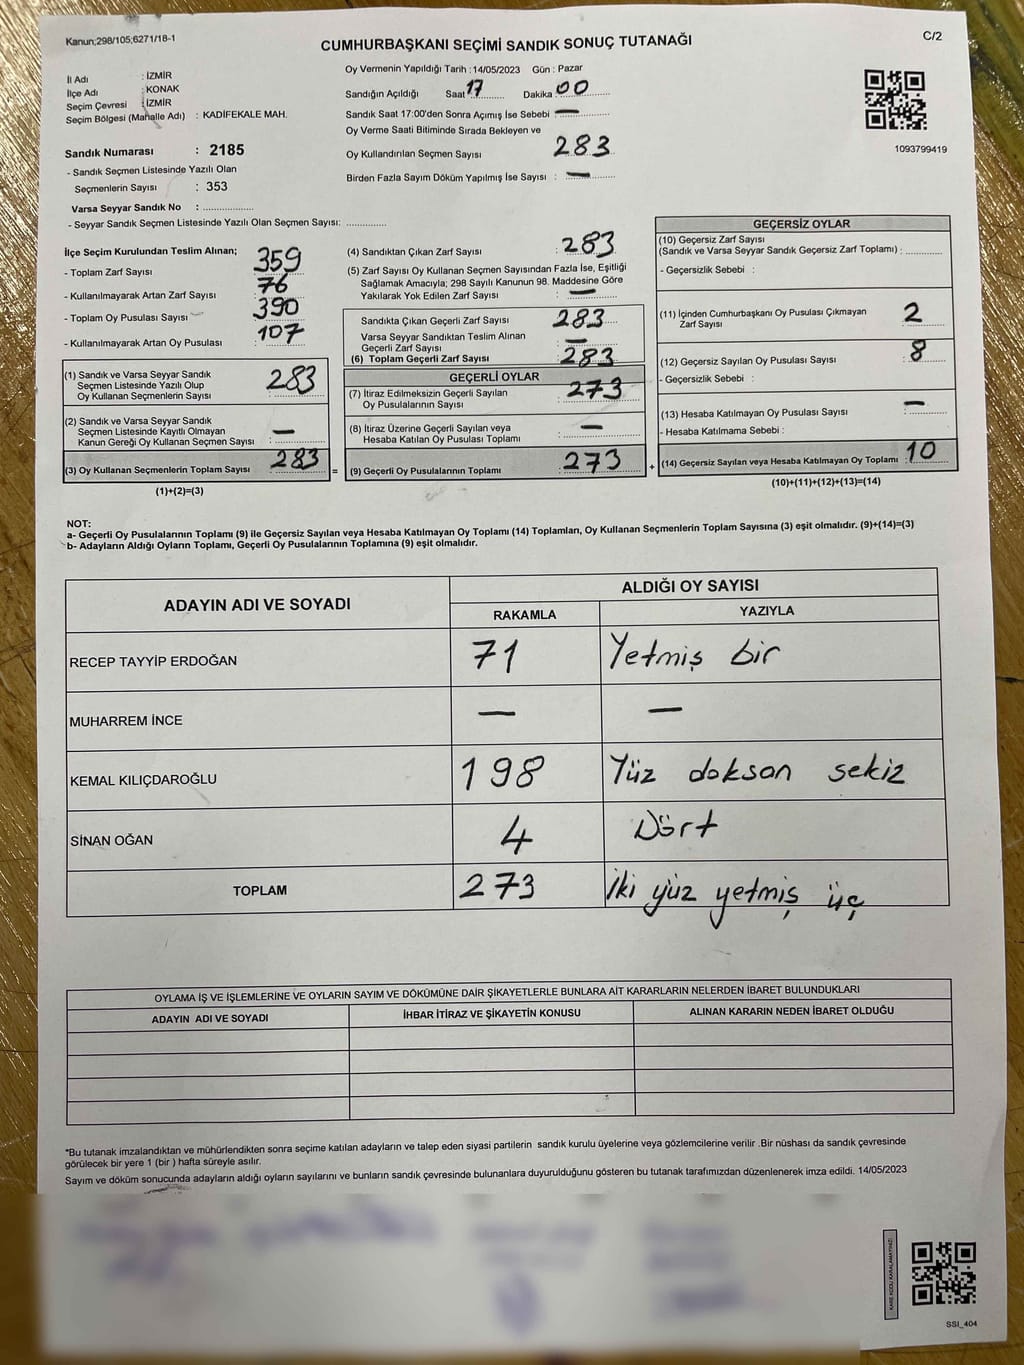 Kanun;298/105;6271/18-1
C/2
CUMHURBAŞKANI SEÇİMİ SANDIK SONUÇ TUTANAĞI
İl Adı : İZMİR
İlçe Adı : KONAK
Seçim Çevresi : İZMİR
Seçim Bölgesi (Mahalle Adı) : KADİFEKALE MAH.
Sandık Numarası : 2185
- Sandık Seçmen Listesinde Yazılı Olan
Seçmenlerin Sayısı : 353
Varsa Seyyar Sandık No : ..............
- Seyyar Sandık Seçmen Listesinde Yazılı Olan Seçmen Sayısı: ............
Oy Vermenin Yapıldığı Tarih : 14/05/2023 Gün : Pazar
Sandığın Açıldığı Saat 17 Dakika 00
Sandık Saat 17:00'den Sonra Açımış İse Sebebi : —
Oy Verme Saati Bitiminde Sırada Bekleyen ve
Oy Kullandırılan Seçmen Sayısı 283
Birden Fazla Sayım Döküm Yapılmış İse Sayısı : —
1093799419
İlçe Seçim Kurulundan Teslim Alınan;
- Toplam Zarf Sayısı 359
- Kullanılmayarak Artan Zarf Sayısı 76
- Toplam Oy Pusulası Sayısı 390
- Kullanılmayarak Artan Oy Pusulası 107
(1) Sandık ve Varsa Seyyar Sandık
Seçmen Listesinde Yazılı Olup
Oy Kullanan Seçmenlerin Sayısı 283
(2) Sandık ve Varsa Seyyar Sandık
Seçmen Listesinde Kayıtlı Olmayan
Kanun Gereği Oy Kullanan Seçmen Sayısı : —
(3) Oy Kullanan Seçmenlerin Toplam Sayısı 283 =
(1)+(2)=(3)
(4) Sandıktan Çıkan Zarf Sayısı : 283
(5) Zarf Sayısı Oy Kullanan Seçmen Sayısından Fazla İse, Eşitliği
Sağlamak Amacıyla; 298 Sayılı Kanunun 98. Maddesine Göre
Yakılarak Yok Edilen Zarf Sayısı : —
Sandıkta Çıkan Geçerli Zarf Sayısı 283
Varsa Seyyar Sandıktan Teslim Alınan
Geçerli Zarf Sayısı : —
(6) Toplam Geçerli Zarf Sayısı 283
GEÇERLİ OYLAR
(7) İtiraz Edilmeksizin Geçerli Sayılan
Oy Pusulalarının Sayısı 273
(8) İtiraz Üzerine Geçerli Sayılan veya
Hesaba Katılan Oy Pusulası Toplamı : —
(9) Geçerli Oy Pusulalarının Toplamı : 273 +
GEÇERSİZ OYLAR
(10) Geçersiz Zarf Sayısı
(Sandık ve Varsa Seyyar Sandık Geçersiz Zarf Toplamı) : ............
- Geçersizlik Sebebi :
(11) İçinden Cumhurbaşkanı Oy Pusulası Çıkmayan
Zarf Sayısı : 2
(12) Geçersiz Sayılan Oy Pusulası Sayısı : 8
- Geçersizlik Sebebi :
(13) Hesaba Katılmayan Oy Pusulası Sayısı : —
- Hesaba Katılmama Sebebi :
(14) Geçersiz Sayılan veya Hesaba Katılmayan Oy Toplamı : 10
(10)+(11)+(12)+(13)=(14)
NOT:
a- Geçerli Oy Pusulalarının Toplamı (9) ile Geçersiz Sayılan veya Hesaba Katılmayan Oy Toplamı (14) Toplamları, Oy Kullanan Seçmenlerin Toplam Sayısına (3) eşit olmalıdır. (9)+(14)=(3)
b- Adayların Aldığı Oyların Toplamı, Geçerli Oy Pusulalarının Toplamına (9) eşit olmalıdır.
ADAYIN ADI VE SOYADI
ALDIĞI OY SAYISI
RAKAMLA YAZIYLA
RECEP TAYYİP ERDOĞAN 71 Yetmiş bir
MUHARREM İNCE — —
KEMAL KILIÇDAROĞLU 198 Yüz doksan sekiz
SİNAN OĞAN 4 Dört
TOPLAM 273 İki yüz yetmiş üç
OYLAMA İŞ VE İŞLEMLERİNE VE OYLARIN SAYIM VE DÖKÜMÜNE DAİR ŞİKAYETLERLE BUNLARA AİT KARARLARIN NELERDEN İBARET BULUNDUKLARI
ADAYIN ADI VE SOYADI İHBAR İTİRAZ VE ŞİKAYETİN KONUSU ALINAN KARARIN NEDEN İBARET OLDUĞU
*Bu tutanak imzalandıktan ve mühürlendikten sonra seçime katılan adayların ve talep eden siyasi partilerin sandık kurulu üyelerine veya gözlemcilerine verilir .Bir nüshası da sandık çevresinde
görülecek bir yere 1 (bir ) hafta süreyle asılır.
Sayım ve döküm sonucunda adayların aldığı oyların sayılarını ve bunların sandık çevresinde bulunanlara duyurulduğunu gösteren bu tutanak tarafımızdan düzenlenerek imza edildi. 14/05/2023
KARE KODU KARALAMAYINIZ!
SSI_404